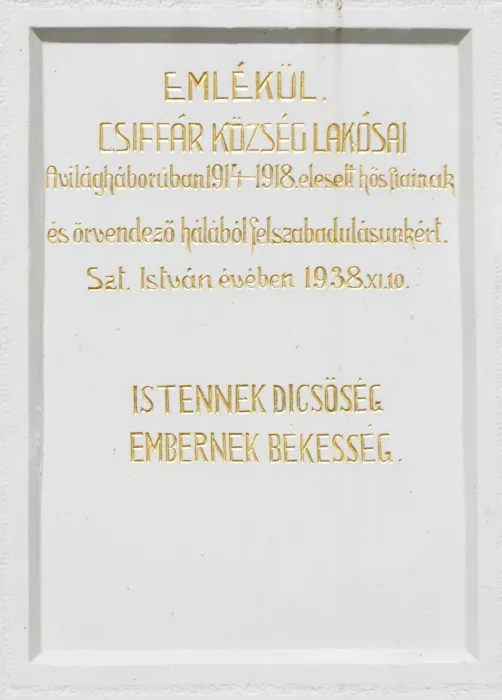 EMLÉKÜL.
CSIFFÁR KÖZSÉG LAKÓSAI
A világháborúban 1914-1918. elesett hős fiainak
és örvendező hálából felszabadulásunkért.
Szt. István évében 1938.XI.10.
ISTENNEK DICSŐSÉG
EMBERNEK BÉKESSÉG.